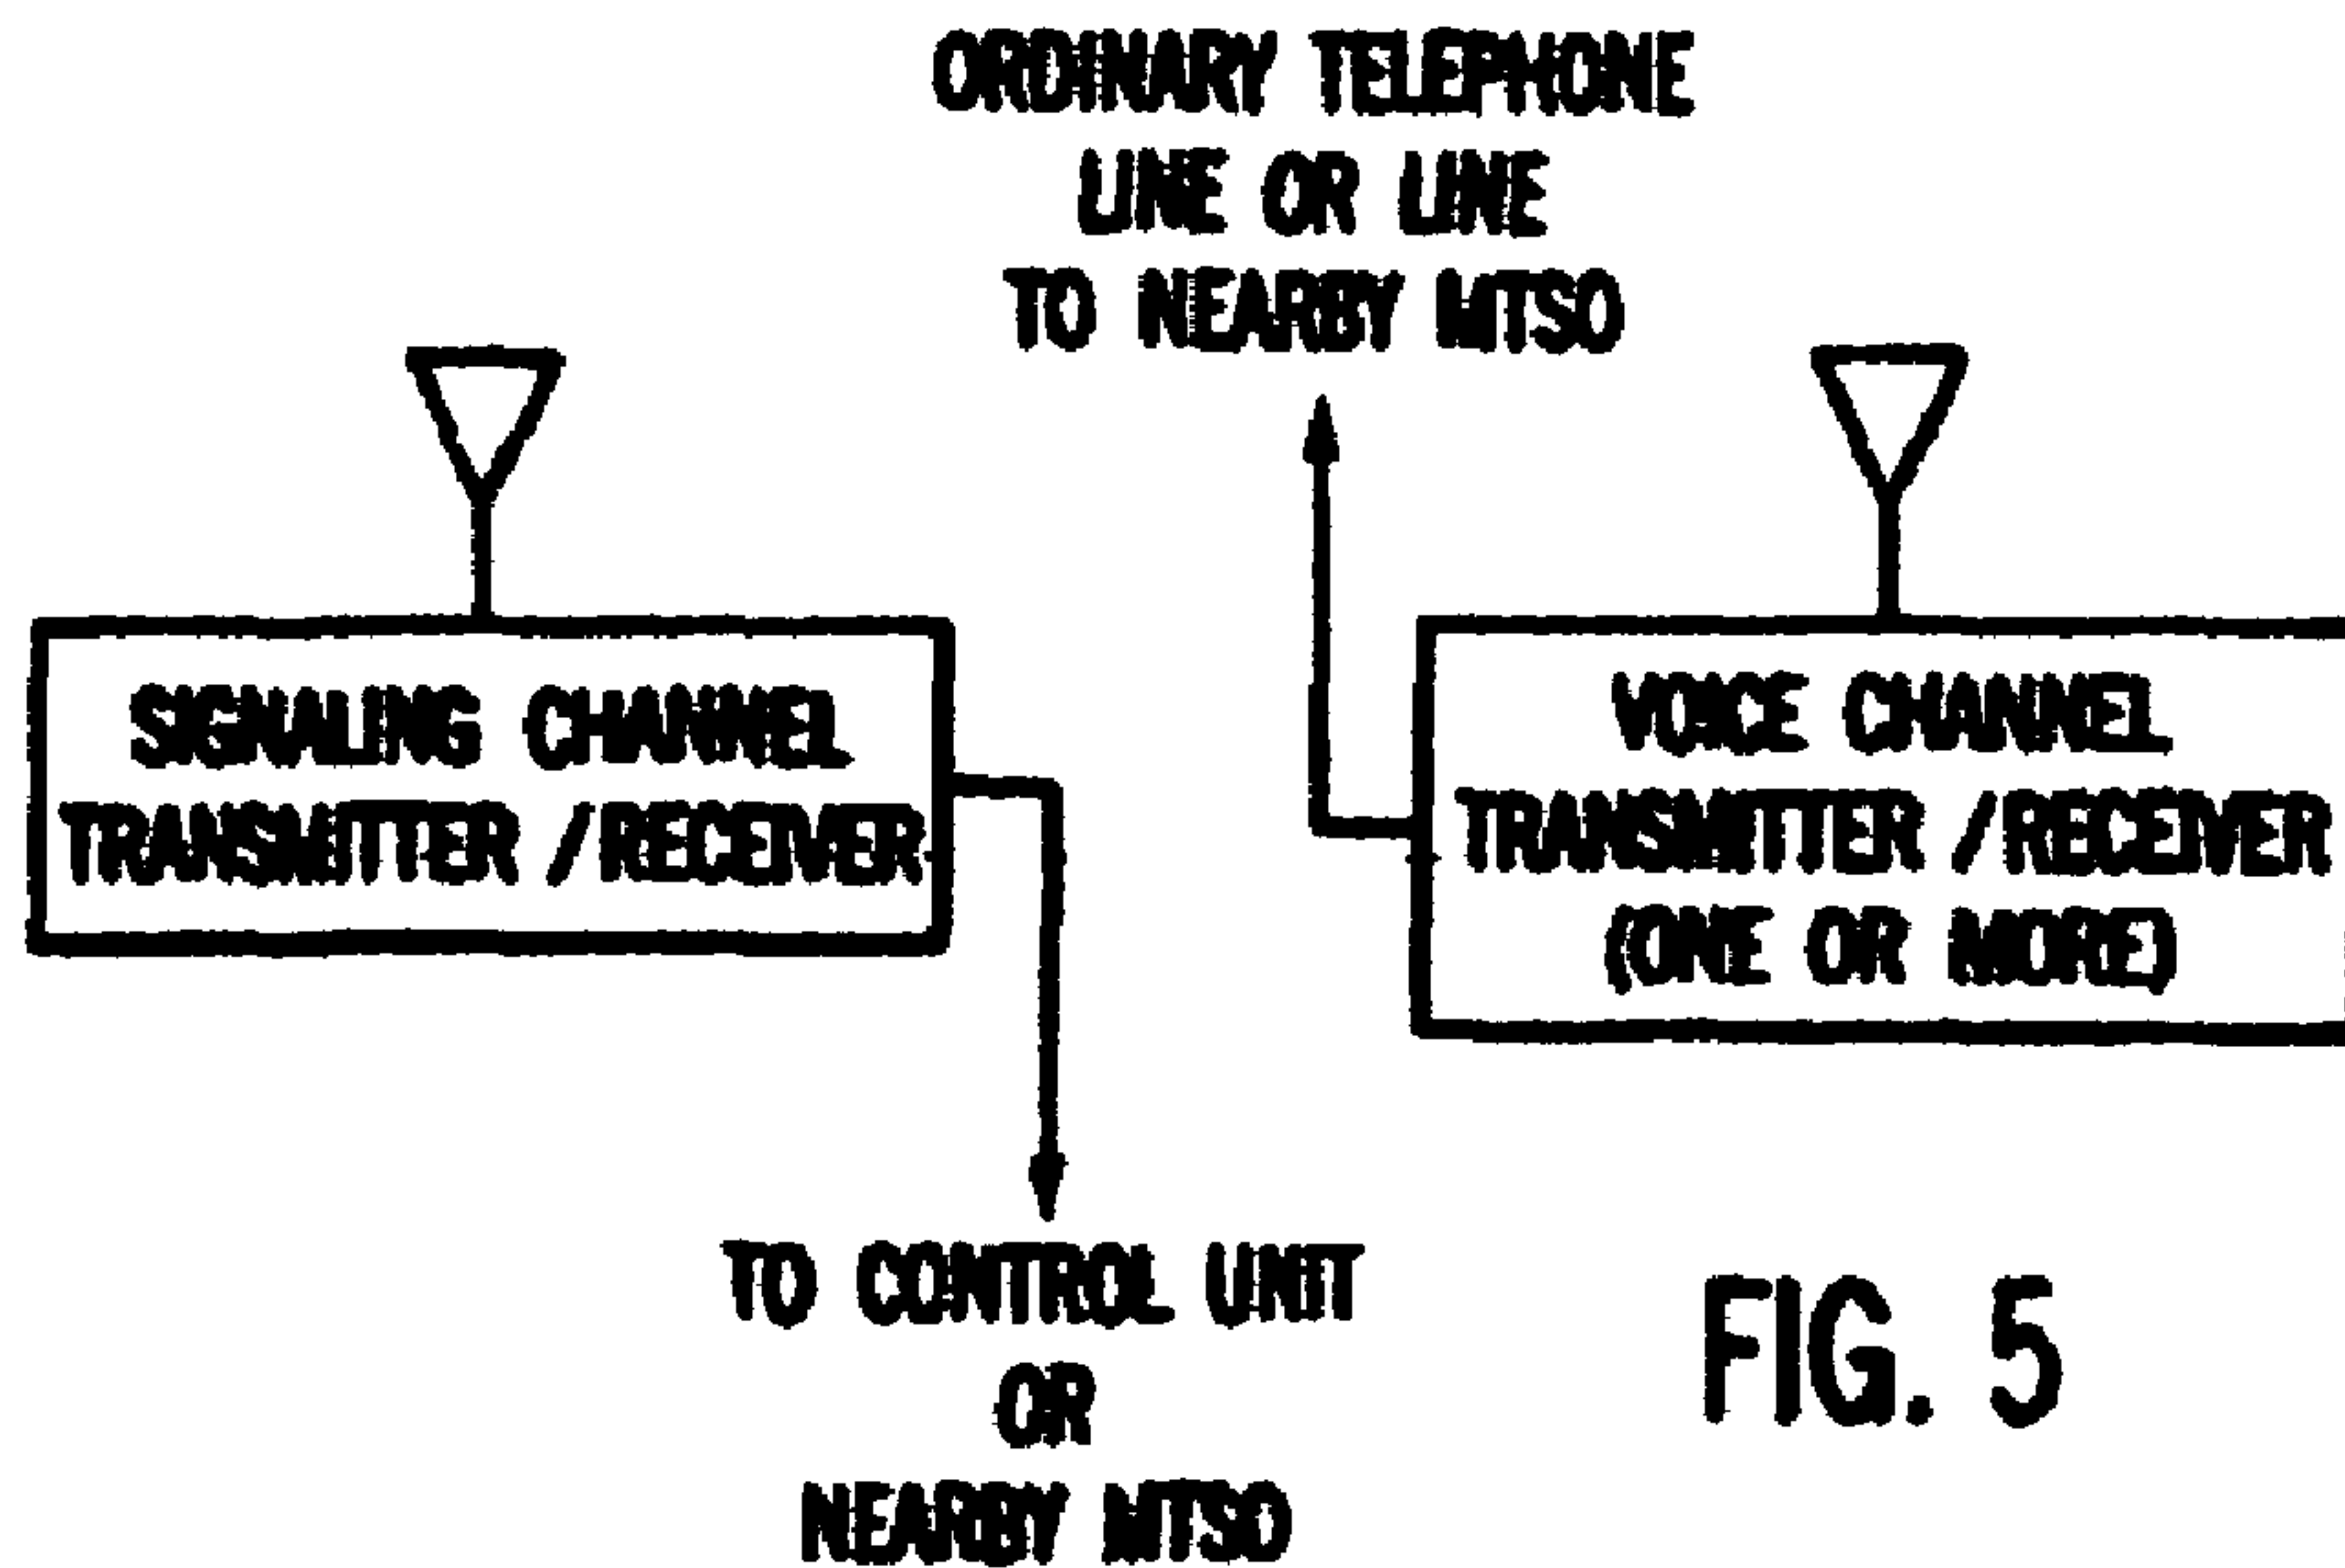 ORDINARY TELEPHONE
LINE OR LINE
TO NEARBY MTSO
SIGNALING CHANNEL
TRANSMITTER / RECEIVER
VOICE CHANNEL
TRANSMITTER / RECEIVER
(ONE OR MORE)
TO CONTROL UNIT
OR
NEARBY MTSO
FIG. 5